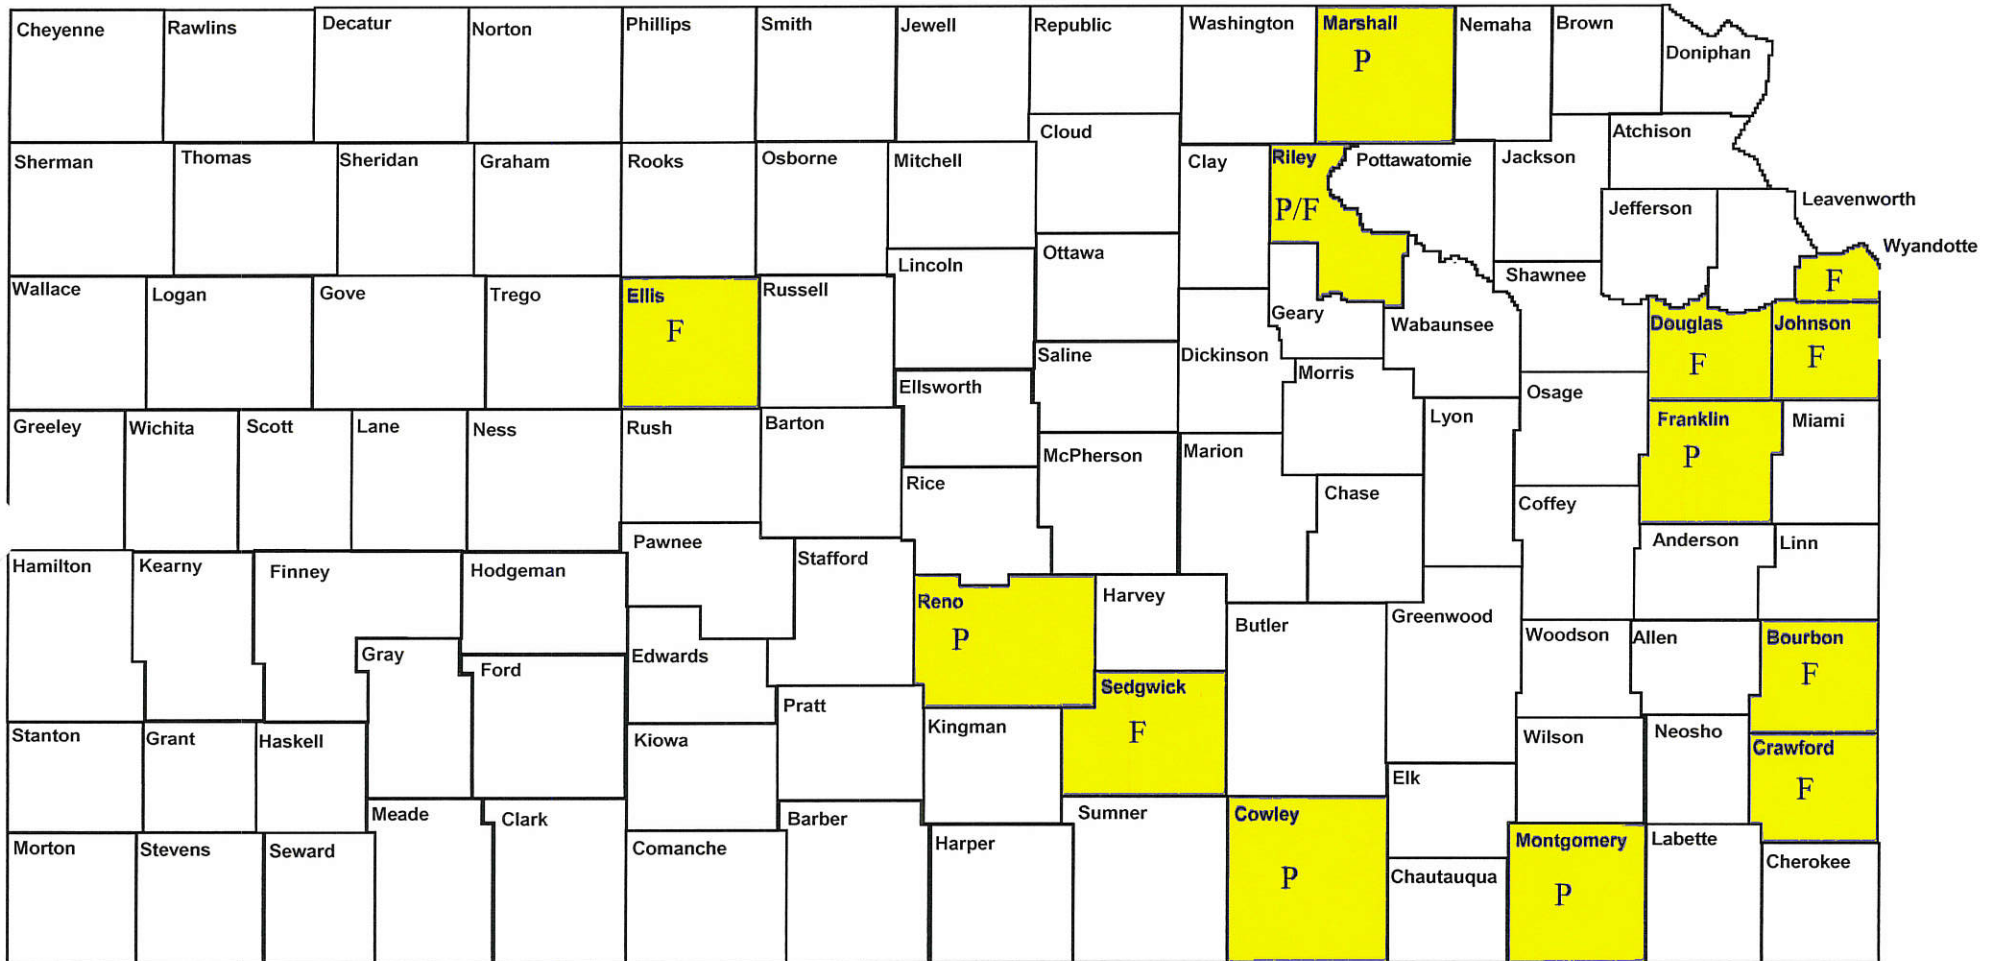 Cheyenne
Rawlins
Decatur
Norton
Phillips
Smith
Jewell
Republic
Washington
Marshall
P
Nemaha
Brown
Doniphan
Sherman
Thomas
Sheridan
Graham
Rooks
Osborne
Mitchell
Cloud
Clay
Riley
P/F
Pottawatomie
Jackson
Atchison
Jefferson
Leavenworth
Wyandotte
F
Wallace
Logan
Gove
Trego
Ellis
F
Russell
Lincoln
Ottawa
Saline
Dickinson
Geary
Wabaunsee
Shawnee
Douglas
F
Johnson
F
Ellsworth
Morris
Osage
Greeley
Wichita
Scott
Lane
Ness
Rush
Barton
Rice
McPherson
Marion
Chase
Lyon
Coffey
Franklin
P
Miami
Hamilton
Kearny
Finney
Hodgeman
Pawnee
Stafford
Reno
P
Harvey
Butler
Greenwood
Woodson
Allen
Anderson
Linn
Bourbon
F
Gray
Ford
Edwards
Pratt
Kingman
Sedgwick
F
Stanton
Grant
Haskell
Kiowa
Wilson
Neosho
Crawford
F
Meade
Clark
Barber
Sumner
Cowley
P
Elk
Morton
Stevens
Seward
Comanche
Harper
Chautauqua
Montgomery
P
Labette
Cherokee